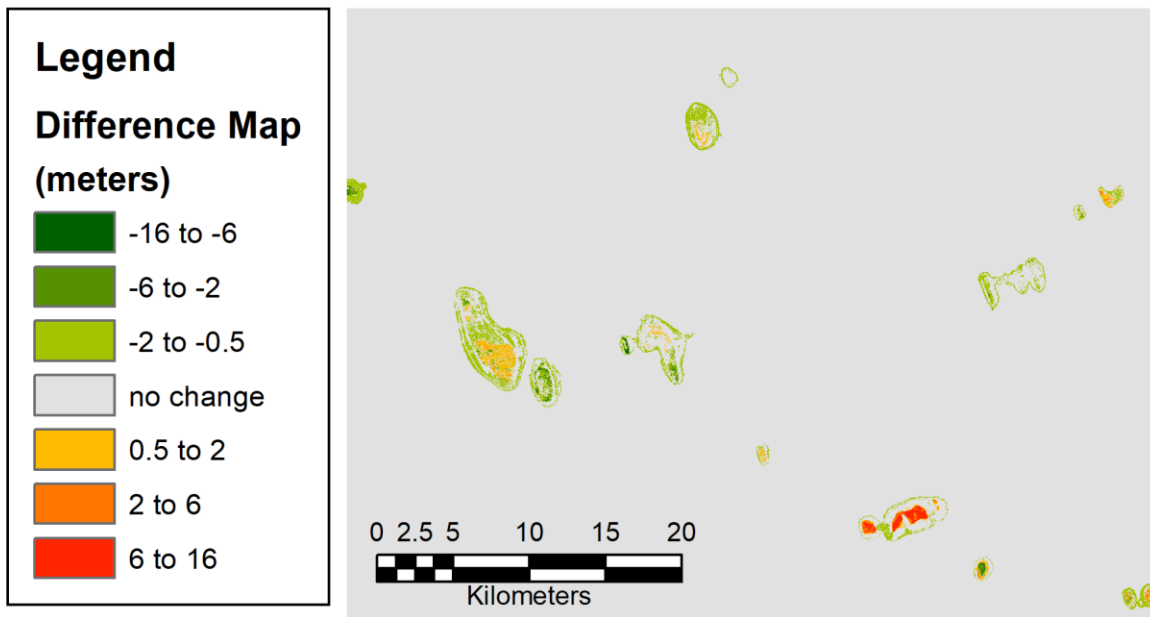 Legend
Difference Map
(meters)
-16 to -6
-6 to -2
-2 to -0.5
no change
0.5 to 2
2 to 6
6 to 16
0 2.5 5 10 15 20
Kilometers